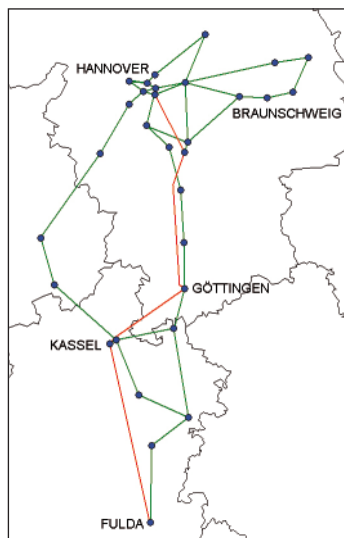 HANNOVER
BRAUNSCHWEIG
GÖTTINGEN
KASSEL
FULDA